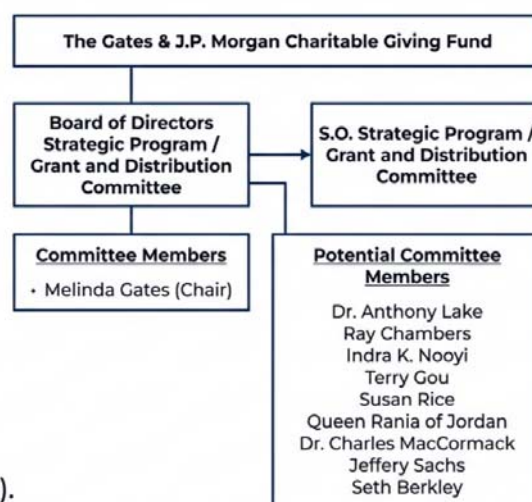 The Gates & J.P. Morgan Charitable Giving Fund
Board of Directors
Strategic Program /
Grant and Distribution
Committee
S.O. Strategic Program /
Grant and Distribution
Committee
Committee Members
• Melinda Gates (Chair)
Potential Committee
Members
Dr. Anthony Lake
Ray Chambers
Indra K. Nooyi
Terry Gou
Susan Rice
Queen Rania of Jordan
Dr. Charles MacCormack
Jeffery Sachs
Seth Berkley
).